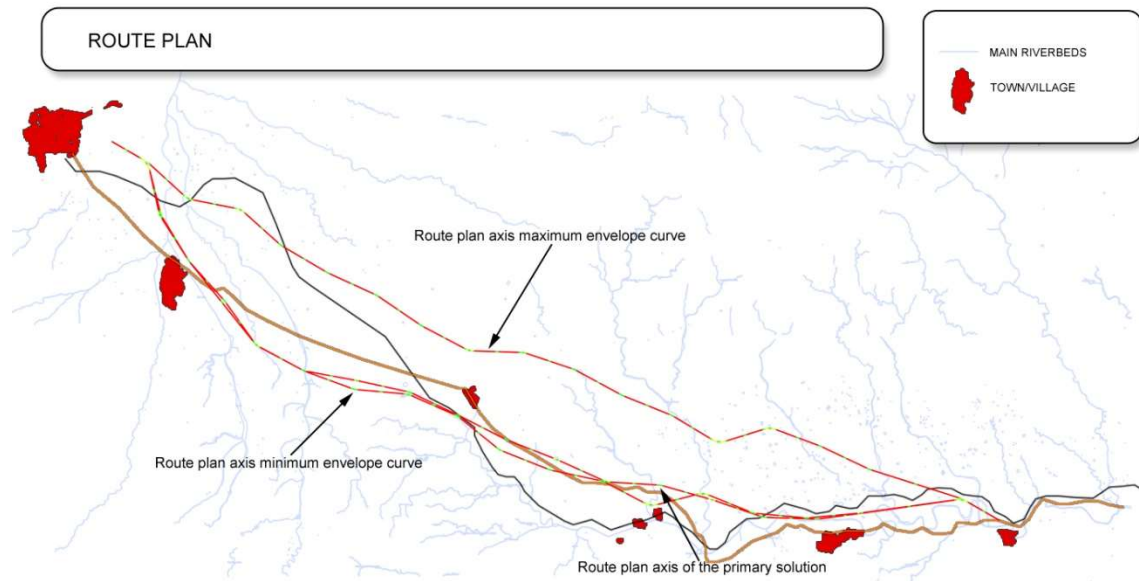 ROUTE PLAN
MAIN RIVERBEDS
TOWN/VILLAGE
Route plan axis maximum envelope curve
Route plan axis minimum envelope curve
Route plan axis of the primary solution